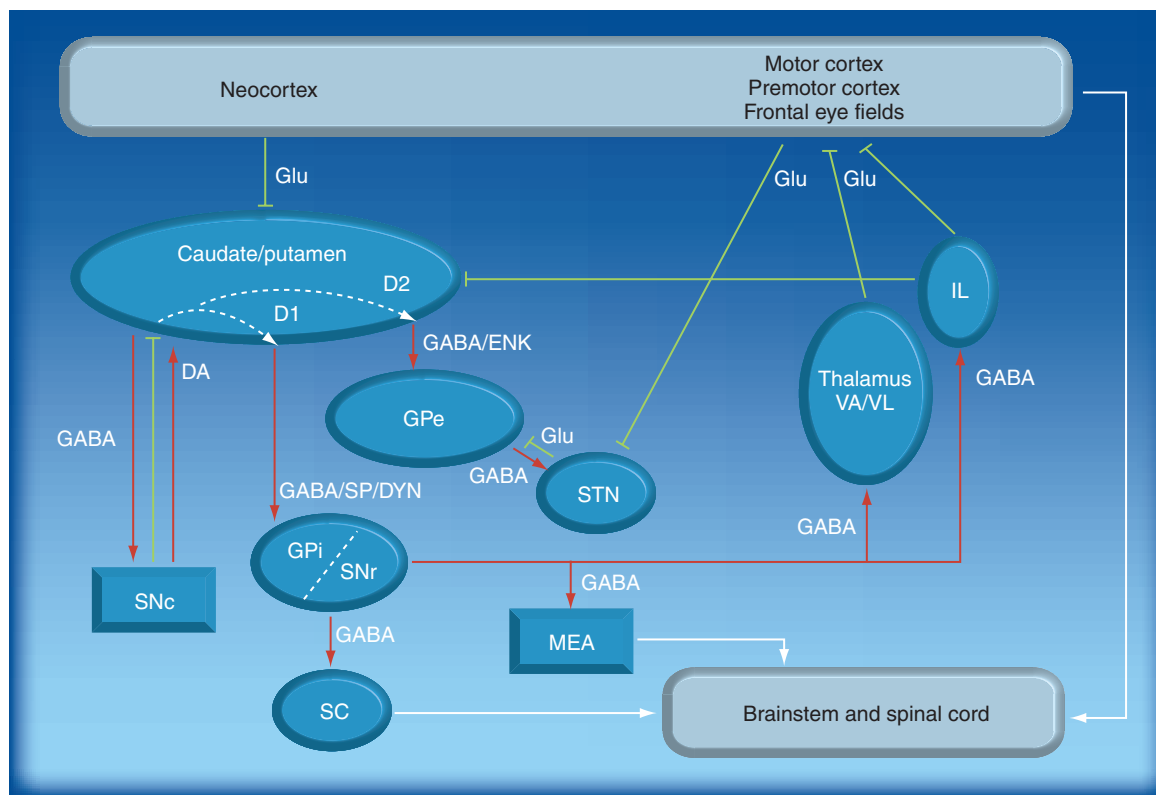 Neocortex
Motor cortex
Premotor cortex
Frontal eye fields
Glu
Glu
Glu
Caudate/putamen
D2
D1
IL
DA
GABA/ENK
Thalamus
VA/VL
GABA
GABA
GPe
Glu
GABA
STN
GABA/SP/DYN
GABA
GPi
SNr
SNc
GABA
MEA
GABA
SC
Brainstem and spinal cord